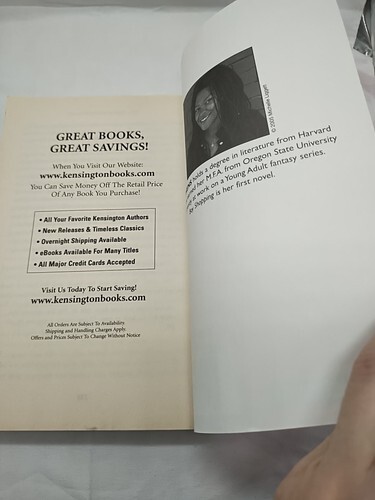 GREAT BOOKS,
GREAT SAVINGS!
When You Visit Our Website:
www.kensingtonbooks.com
You Can Save Money Off The Retail Price
Of Any Book You Purchase!
• All Your Favorite Kensington Authors
• New Releases & Timeless Classics
• Overnight Shipping Available
• eBooks Available For Many Titles
• All Major Credit Cards Accepted
Visit Us Today To Start Saving!
www.kensingtonbooks.com
All Orders Are Subject To Availability.
Shipping and Handling Charges Apply.
Offers and Prices Subject To Change Without Notice
holds a degree in literature from Harvard
her M.F.A. from Oregon State University
at work on a Young Adult fantasy series.
Shopping is her first novel.